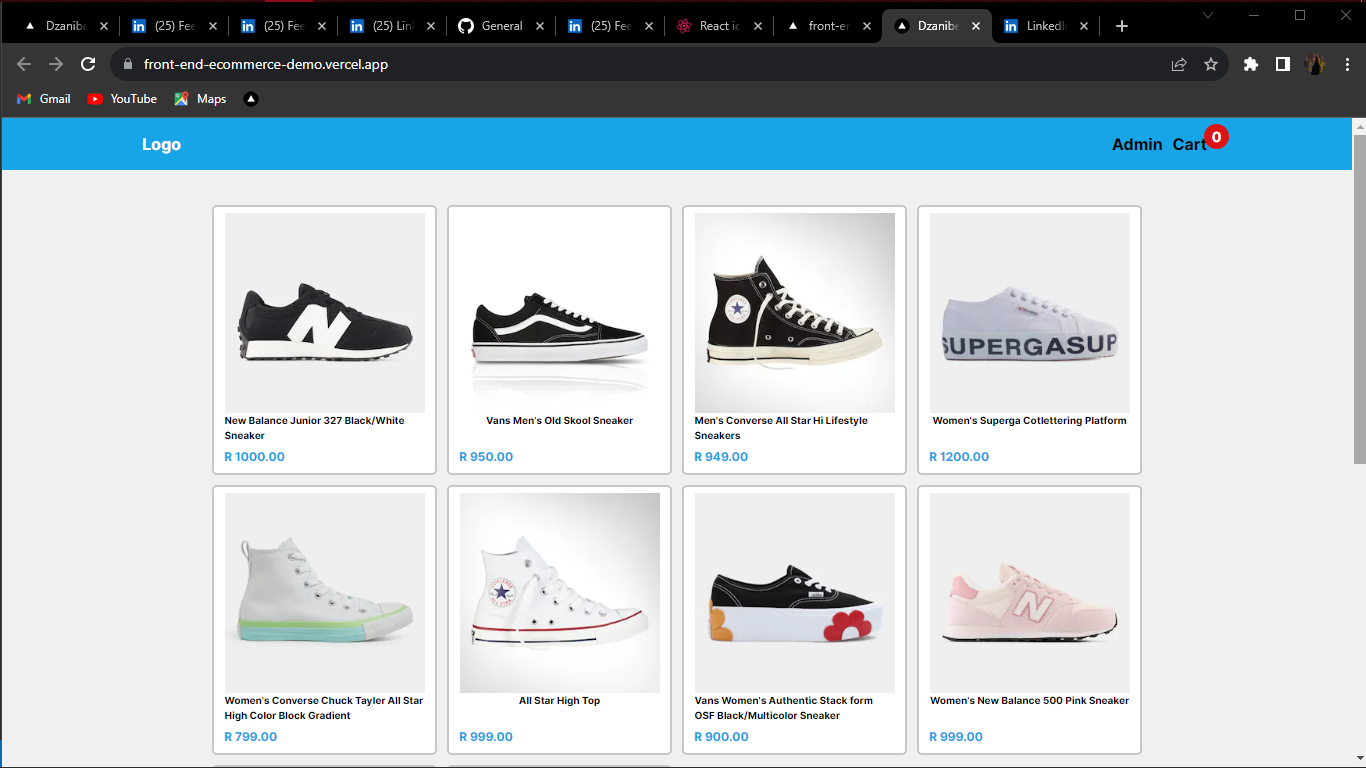 Dzanibe
(25) Fee
(25) Fee
(25) Lin
General
(25) Fee
React ic
front-er
Dzanibe
LinkedIn
front-end-ecommerce-demo.vercel.app
Gmail
YouTube
Maps
Logo
Admin Cart 0
SUPERGASUP
New Balance Junior 327 Black/White
Sneaker
R 1000.00
Vans Men's Old Skool Sneaker
R 950.00
Men's Converse All Star Hi Lifestyle
Sneakers
R 949.00
Women's Superga Cotlettering Platform
R 1200.00
Women's Converse Chuck Tayler All Star
High Color Block Gradient
R 799.00
All Star High Top
R 999.00
Vans Women's Authentic Stack form
OSF Black/Multicolor Sneaker
R 900.00
Women's New Balance 500 Pink Sneaker
R 999.00